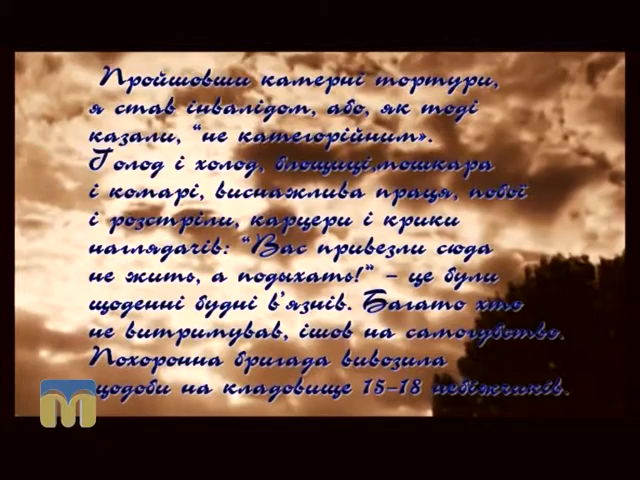 Пройшовши камерні тортури,
я став інвалідом, або, як тоді
казали, “не категорійним».
Голод і холод, блощиці,мошкара
і комарі, виснажлива праця, побої
і розстріли, карцери і крики
наглядачів: “Вас привезли сюда
не жить, а подыхать!” – це були
щоденні будні в'язнів. Багато хто
не витримував, ішов на самогубство.
Похоронна бригада вивозила
щодоби на кладовище 15–18 небіжчиків.